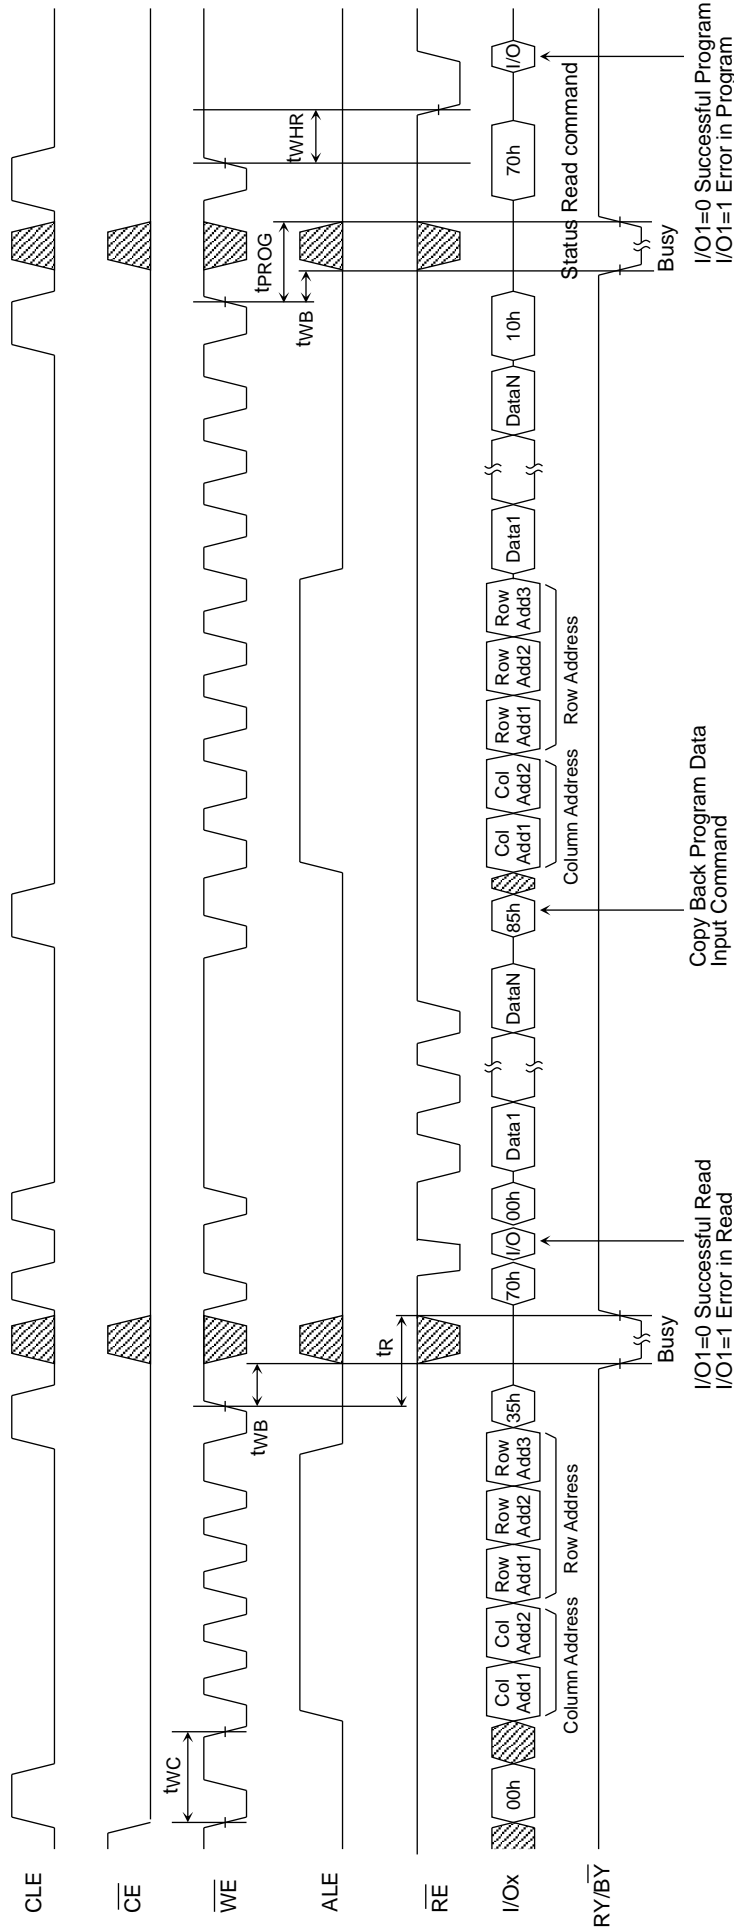 CLE
CE
WE
ALE
RE
I/Ox
RY/BY
tWC
tWB
tR
tWB
tPROG
tWHR
00h
Col Add1
Col Add2
Row Add1
Row Add2
Row Add3
35h
70h
I/O
00h
Data1
DataN
85h
Col Add1
Col Add2
Row Add1
Row Add2
Row Add3
Data1
DataN
10h
70h
I/O
Column Address
Row Address
Column Address
Row Address
Status Read command
Busy
Busy
I/O1=0 Successful Read
I/O1=1 Error in Read
Copy Back Program Data
Input Command
I/O1=0 Successful Program
I/O1=1 Error in Program